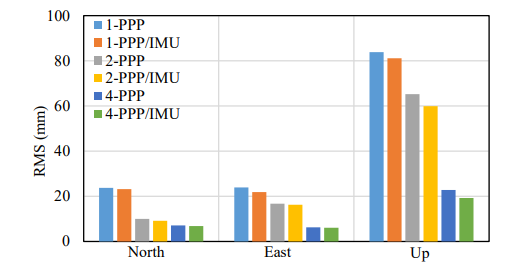 100
80
60
40
20
0
RMS (mm)
1-PPP
1-PPP/IMU
2-PPP
2-PPP/IMU
4-PPP
4-PPP/IMU
North East Up